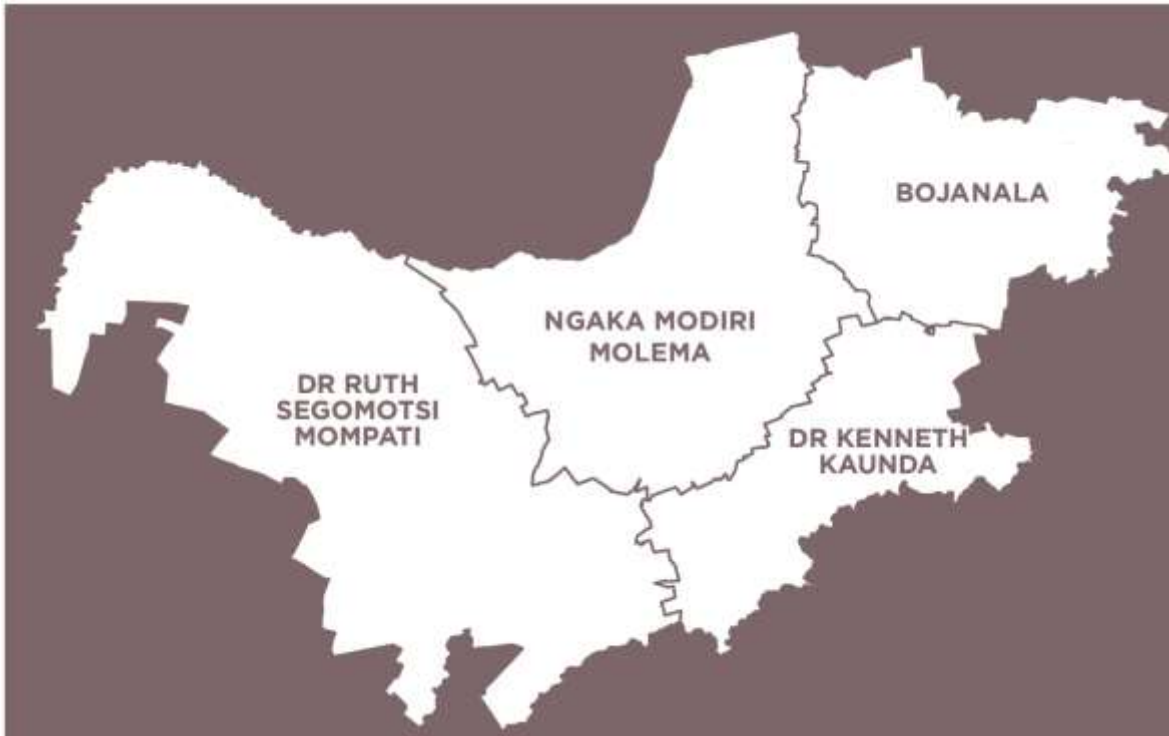 BOJANALA
NGAKA MODIRI
MOLEMA
DR RUTH
SEGOMOTSI
MOMPATI
DR KENNETH
KAUNDA